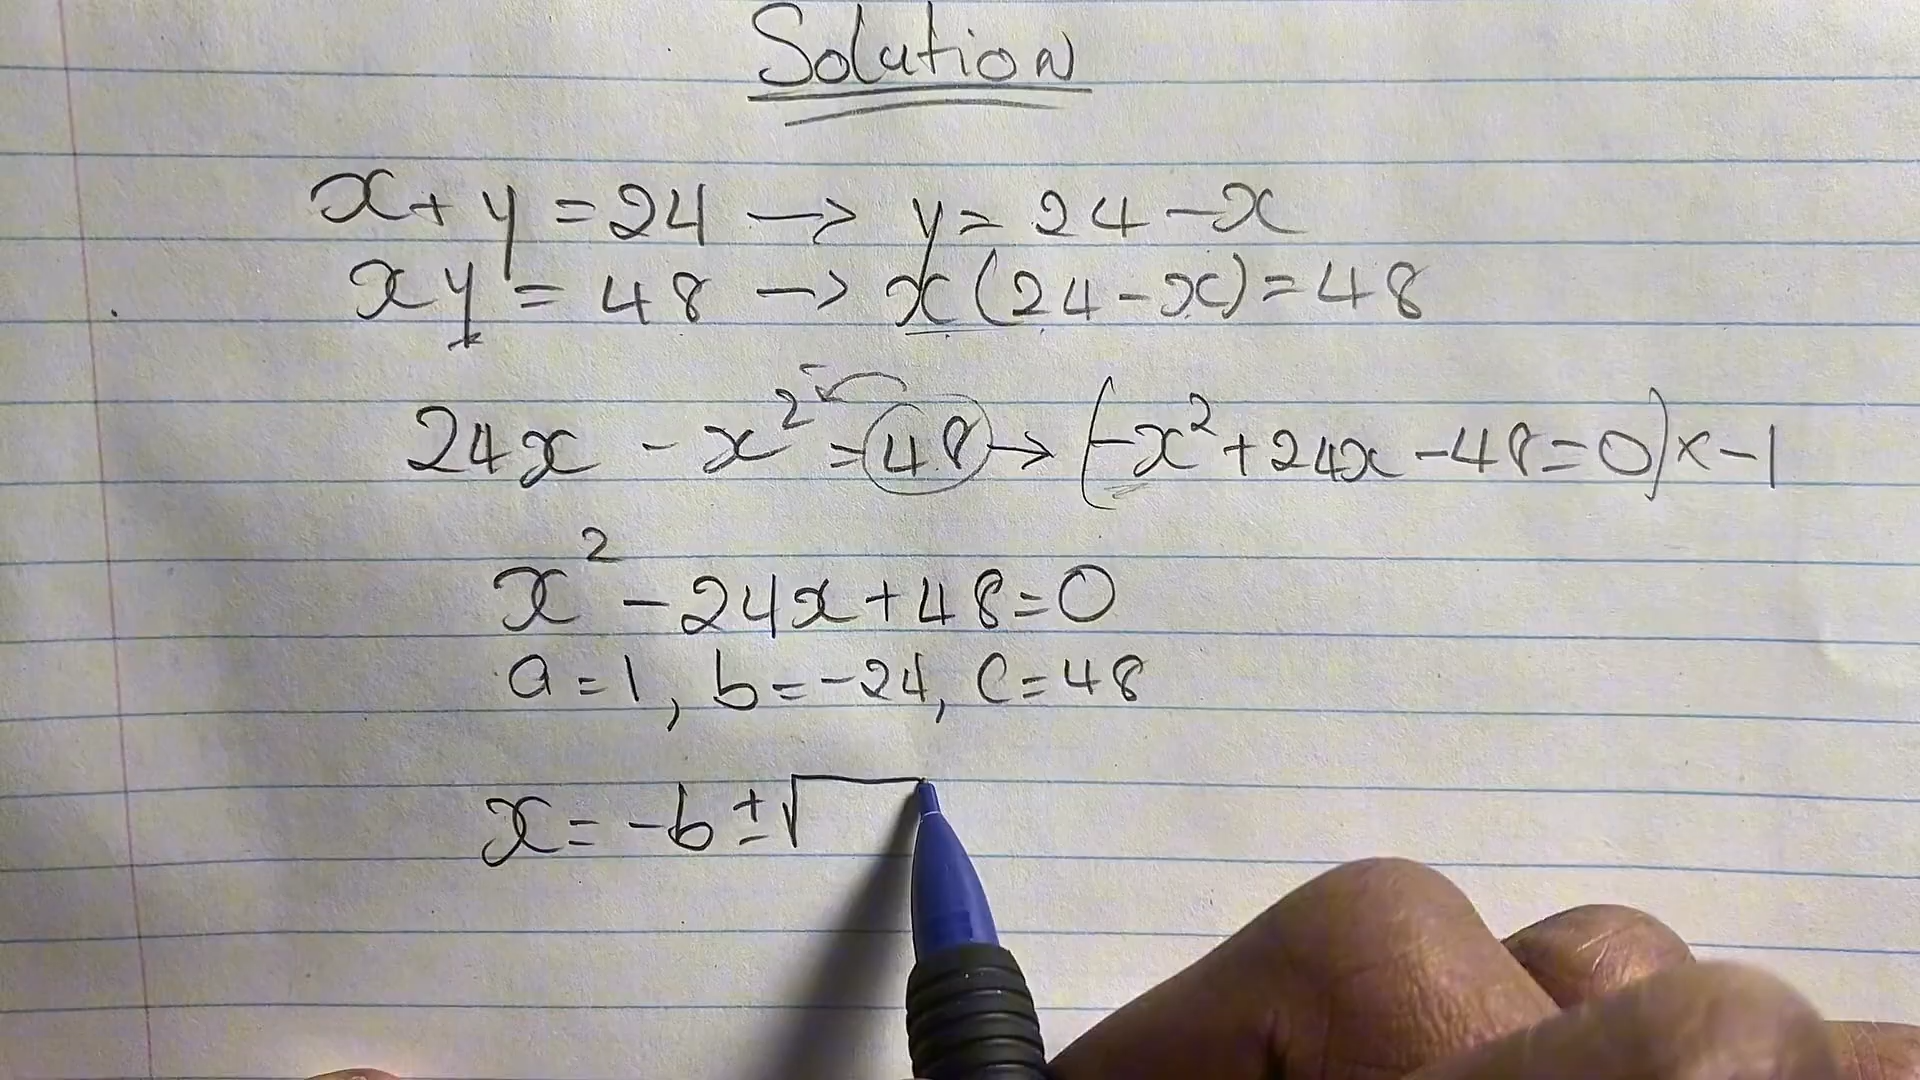 Solution
x + y = 24 → y = 24 - x
xy = 48 → x(24 - x) = 48
24x - x² = 48 → (-x² + 24x - 48 = 0) x - 1
x² - 24x + 48 = 0
a = 1, b = -24, c = 48
x = -b ± √